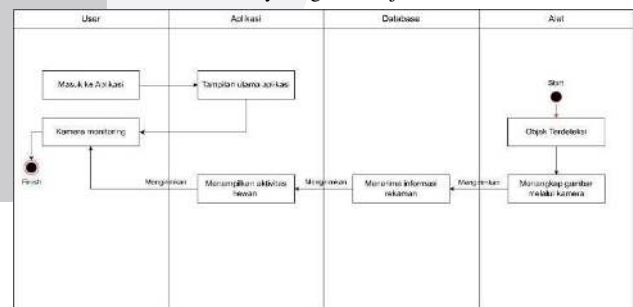 User
Aplikasi
Database
Alat
Start
Masuk ke Aplikasi
Tampilan utama aplikasi
Kamera monitoring
Objek Terdeteksi
Finish
Mengirimkan
Menampilkan aktivitas
hewan
Mengirimkan
Menerima informasi
rekaman
Mengirimkan
Menangkap gambar
melalui kamera